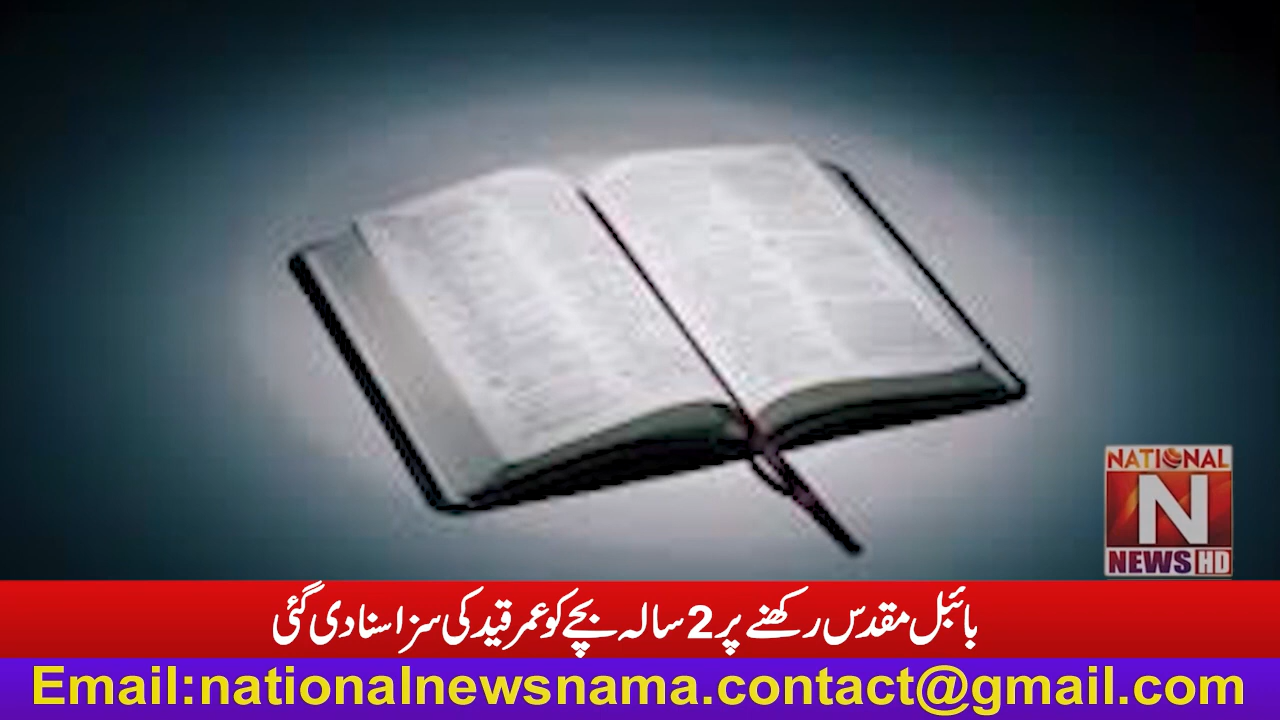 NATIONAL
N
NEWS HD
بائبل مقدس رکھنے پر 2 سالہ بچے کو عمر قید کی سزا سنا دی گئی
Email:nationalnewsnama.contact@gmail.com